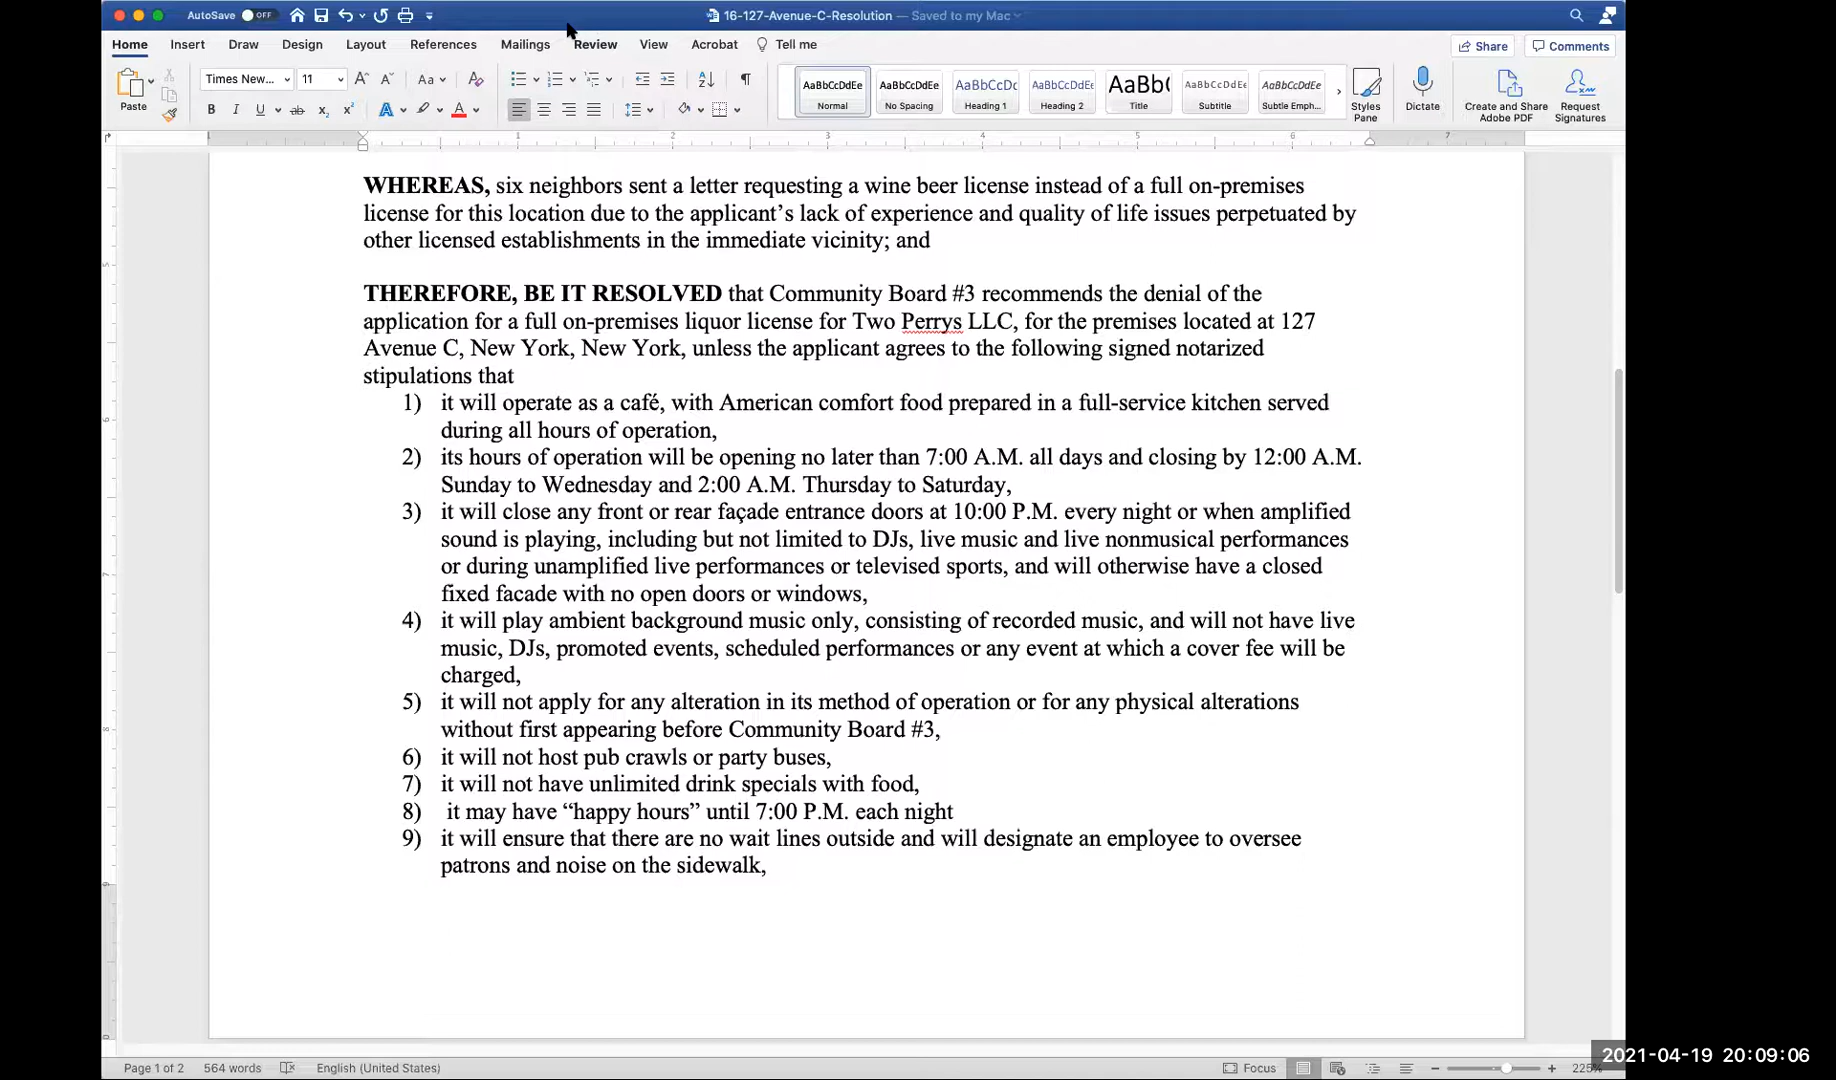 AutoSave OFF
16-127-Avenue-C-Resolution — Saved to my Mac
Home Insert Draw Design Layout References Mailings Review View Acrobat Tell me
Share Comments
Paste
Times New... 11
AaBbCcDdEe Normal
AaBbCcDdEe No Spacing
AaBbCcDc Heading 1
AaBbCcDdEe Heading 2
AaBb( Title
AaBbCcDdEe Subtitle
AaBbCcDdEe Subtle Emph...
Styles Pane
Dictate
Create and Share Adobe PDF
Request Signatures
1 2 3 4 5 6 7
WHEREAS, six neighbors sent a letter requesting a wine beer license instead of a full on-premises
license for this location due to the applicant’s lack of experience and quality of life issues perpetuated by
other licensed establishments in the immediate vicinity; and
THEREFORE, BE IT RESOLVED that Community Board #3 recommends the denial of the
application for a full on-premises liquor license for Two Perrys LLC, for the premises located at 127
Avenue C, New York, New York, unless the applicant agrees to the following signed notarized
stipulations that
1) it will operate as a café, with American comfort food prepared in a full-service kitchen served
during all hours of operation,
2) its hours of operation will be opening no later than 7:00 A.M. all days and closing by 12:00 A.M.
Sunday to Wednesday and 2:00 A.M. Thursday to Saturday,
3) it will close any front or rear façade entrance doors at 10:00 P.M. every night or when amplified
sound is playing, including but not limited to DJs, live music and live nonmusical performances
or during unamplified live performances or televised sports, and will otherwise have a closed
fixed facade with no open doors or windows,
4) it will play ambient background music only, consisting of recorded music, and will not have live
music, DJs, promoted events, scheduled performances or any event at which a cover fee will be
charged,
5) it will not apply for any alteration in its method of operation or for any physical alterations
without first appearing before Community Board #3,
6) it will not host pub crawls or party buses,
7) it will not have unlimited drink specials with food,
8) it may have “happy hours” until 7:00 P.M. each night
9) it will ensure that there are no wait lines outside and will designate an employee to oversee
patrons and noise on the sidewalk,
Page 1 of 2 564 words English (United States)
Focus
225%
2021-04-19 20:09:06